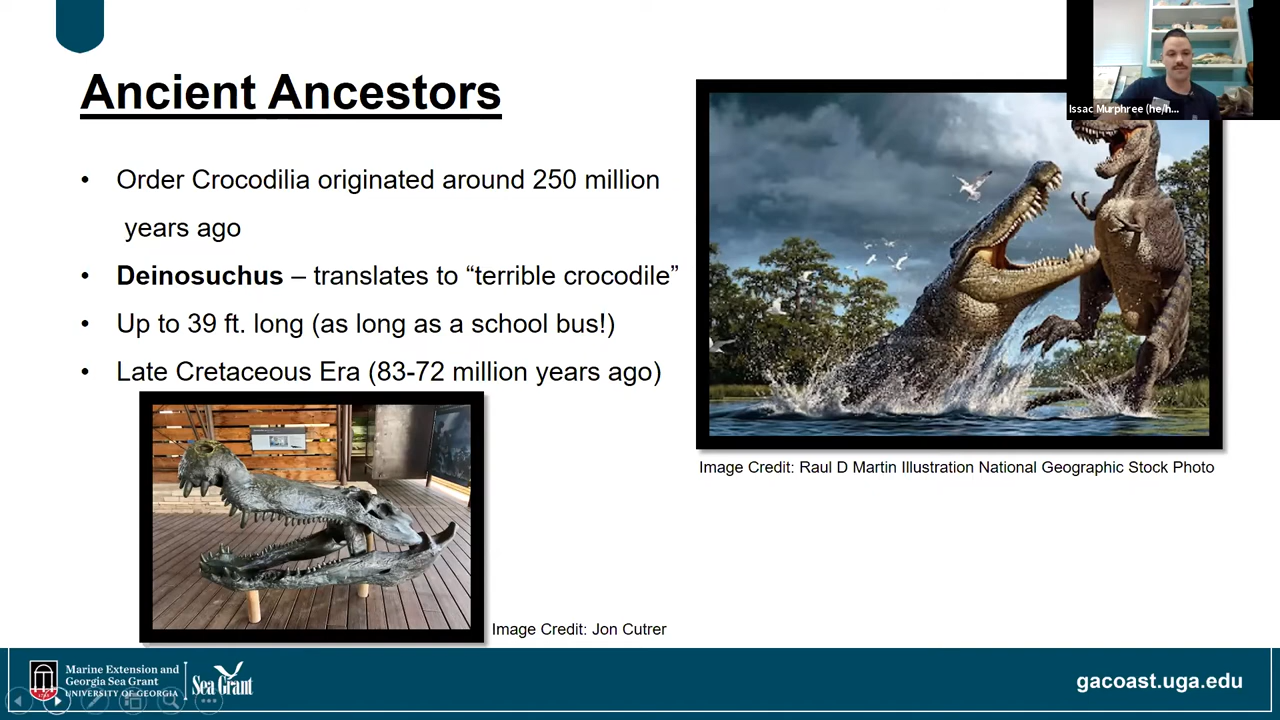 Ancient Ancestors
• Order Crocodilia originated around 250 million
years ago
• Deinosuchus – translates to “terrible crocodile”
• Up to 39 ft. long (as long as a school bus!)
• Late Cretaceous Era (83-72 million years ago)
Issac Murphree (he/h...
Image Credit: Raul D Martin Illustration National Geographic Stock Photo
Image Credit: Jon Cutrer
Marine Extension and
Georgia Sea Grant
UNIVERSITY OF GEORGIA
Sea Grant
gacoast.uga.edu